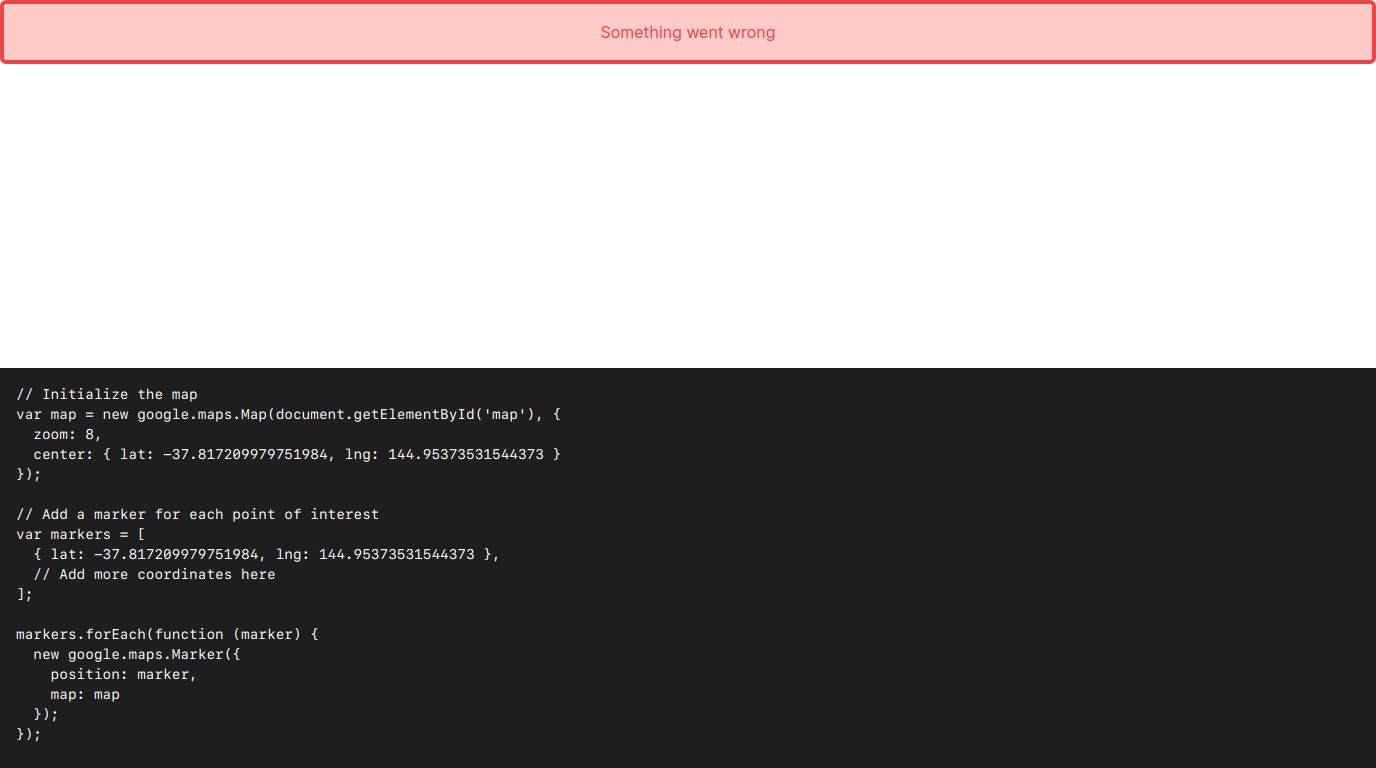 Something went wrong
// Initialize the map
var map = new google.maps.Map(document.getElementById('map'), {
  zoom: 8,
  center: { lat: -37.817209979751984, lng: 144.95373531544373 }
});

// Add a marker for each point of interest
var markers = [
  { lat: -37.817209979751984, lng: 144.95373531544373 },
  // Add more coordinates here
];

markers.forEach(function (marker) {
  new google.maps.Marker({
    position: marker,
    map: map
  });
});